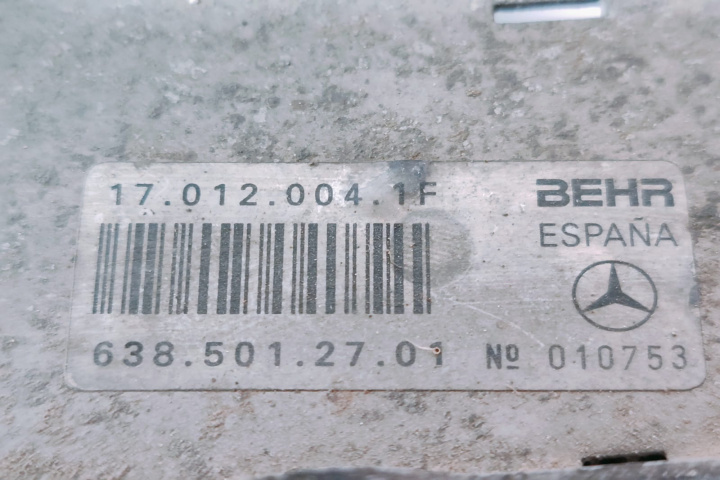 17.012.004.1F
BEHR
ESPAÑA
638.501.27.01 Nº 010753